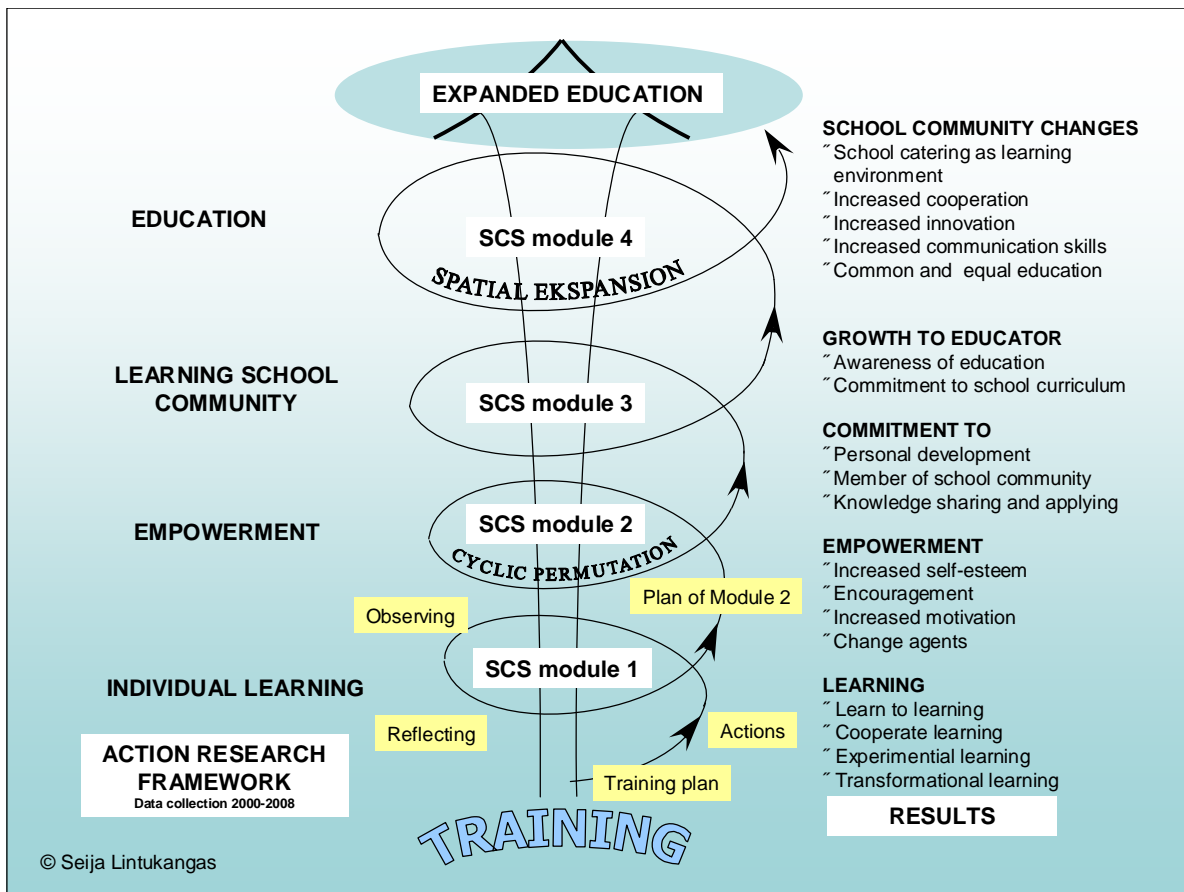 EXPANDED EDUCATION
EDUCATION
SCS module 4
SPATIAL EKSPANSION
LEARNING SCHOOL
COMMUNITY
SCS module 3
EMPOWERMENT
SCS module 2
CYCLIC PERMUTATION
Plan of Module 2
Observing
SCS module 1
INDIVIDUAL LEARNING
Reflecting
Actions
Training plan
ACTION RESEARCH
FRAMEWORK
Data collection 2000-2008
TRAINING
© Seija Lintukangas
SCHOOL COMMUNITY CHANGES
˝ School catering as learning
environment
˝ Increased cooperation
˝ Increased innovation
˝ Increased communication skills
˝ Common and equal education
GROWTH TO EDUCATOR
˝ Awareness of education
˝ Commitment to school curriculum
COMMITMENT TO
˝ Personal development
˝ Member of school community
˝ Knowledge sharing and applying
EMPOWERMENT
˝ Increased self-esteem
˝ Encouragement
˝ Increased motivation
˝ Change agents
LEARNING
˝ Learn to learning
˝ Cooperate learning
˝ Experimential learning
˝ Transformational learning
RESULTS